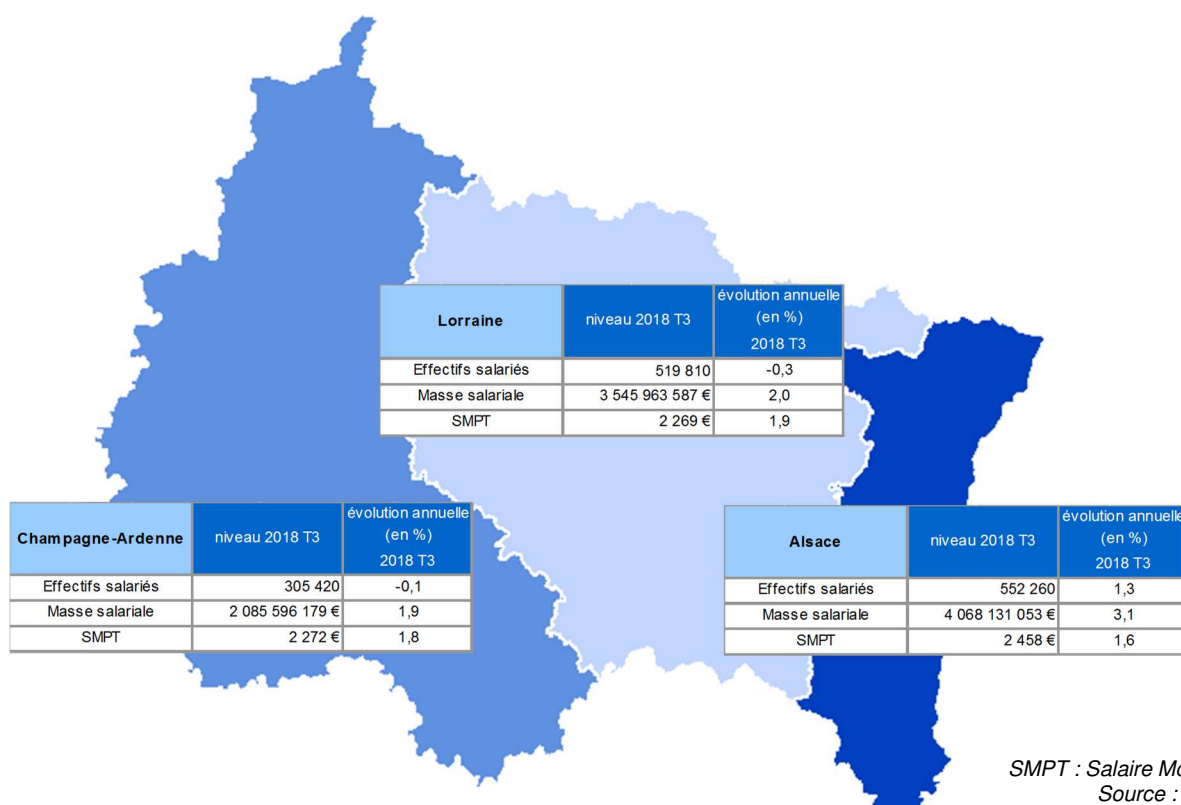 Lorraine niveau 2018 T3 évolution annuelle (en %) 2018 T3
Effectifs salariés 519 810 -0,3
Masse salariale 3 545 963 587 € 2,0
SMPT 2 269 € 1,9
Champagne-Ardenne niveau 2018 T3 évolution annuelle (en %) 2018 T3
Effectifs salariés 305 420 -0,1
Masse salariale 2 085 596 179 € 1,9
SMPT 2 272 € 1,8
Alsace niveau 2018 T3 évolution annuelle (en %) 2018 T3
Effectifs salariés 552 260 1,3
Masse salariale 4 068 131 053 € 3,1
SMPT 2 458 € 1,6
SMPT : Salaire
Source :